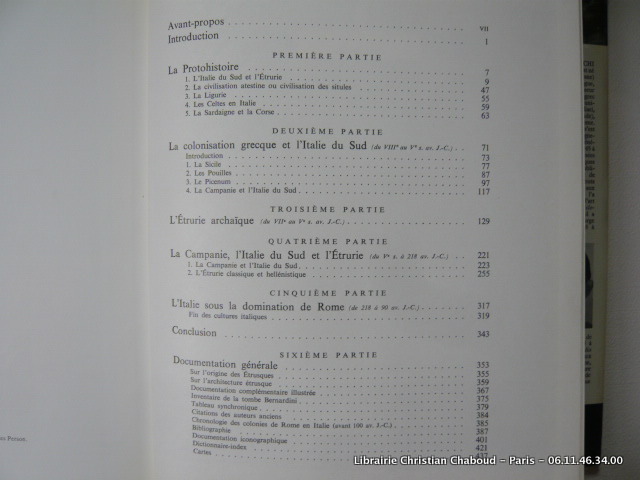 Avant-propos vii
Introduction 1
PREMIÈRE PARTIE
La Protohistoire 7
1. L'Italie du Sud et l'Étrurie 9
2. La civilisation atestine ou civilisation des situles 47
3. La Ligurie 55
4. Les Celtes en Italie 59
5. La Sardaigne et la Corse 63
DEUXIÈME PARTIE
La colonisation grecque et l'Italie du Sud (du VIIIe au Ve s. av. J.-C.) 71
Introduction 73
1. La Sicile 77
2. Les Pouilles 87
3. Le Picenum 97
4. La Campanie et l'Italie du Sud 117
TROISIÈME PARTIE
L'Étrurie archaïque (du VIIe au Ve s. av. J.-C.) 129
QUATRIÈME PARTIE
La Campanie, l'Italie du Sud et l'Étrurie (du Ve s. à 218 av. J.-C.) 221
1. La Campanie et l'Italie du Sud 223
2. L'Étrurie classique et hellénistique 255
CINQUIÈME PARTIE
L'Italie sous la domination de Rome (de 218 à 90 av. J.-C.) 317
Fin des cultures italiques 319
Conclusion 343
SIXIÈME PARTIE
Documentation générale 353
Sur l'origine des Étrusques 355
Sur l'architecture étrusque 359
Documentation complémentaire illustrée 367
Inventaire de la tombe Bernardini 375
Tableau synchronique 379
Citations des auteurs anciens 384
Chronologie des colonies de Rome en Italie (avant 100 av. J.-C.) 385
Bibliographie 387
Documentation iconographique 401
Dictionnaire-index 421
Cartes
Librairie Christian Chaboud - Paris - 06.11.46.34.00